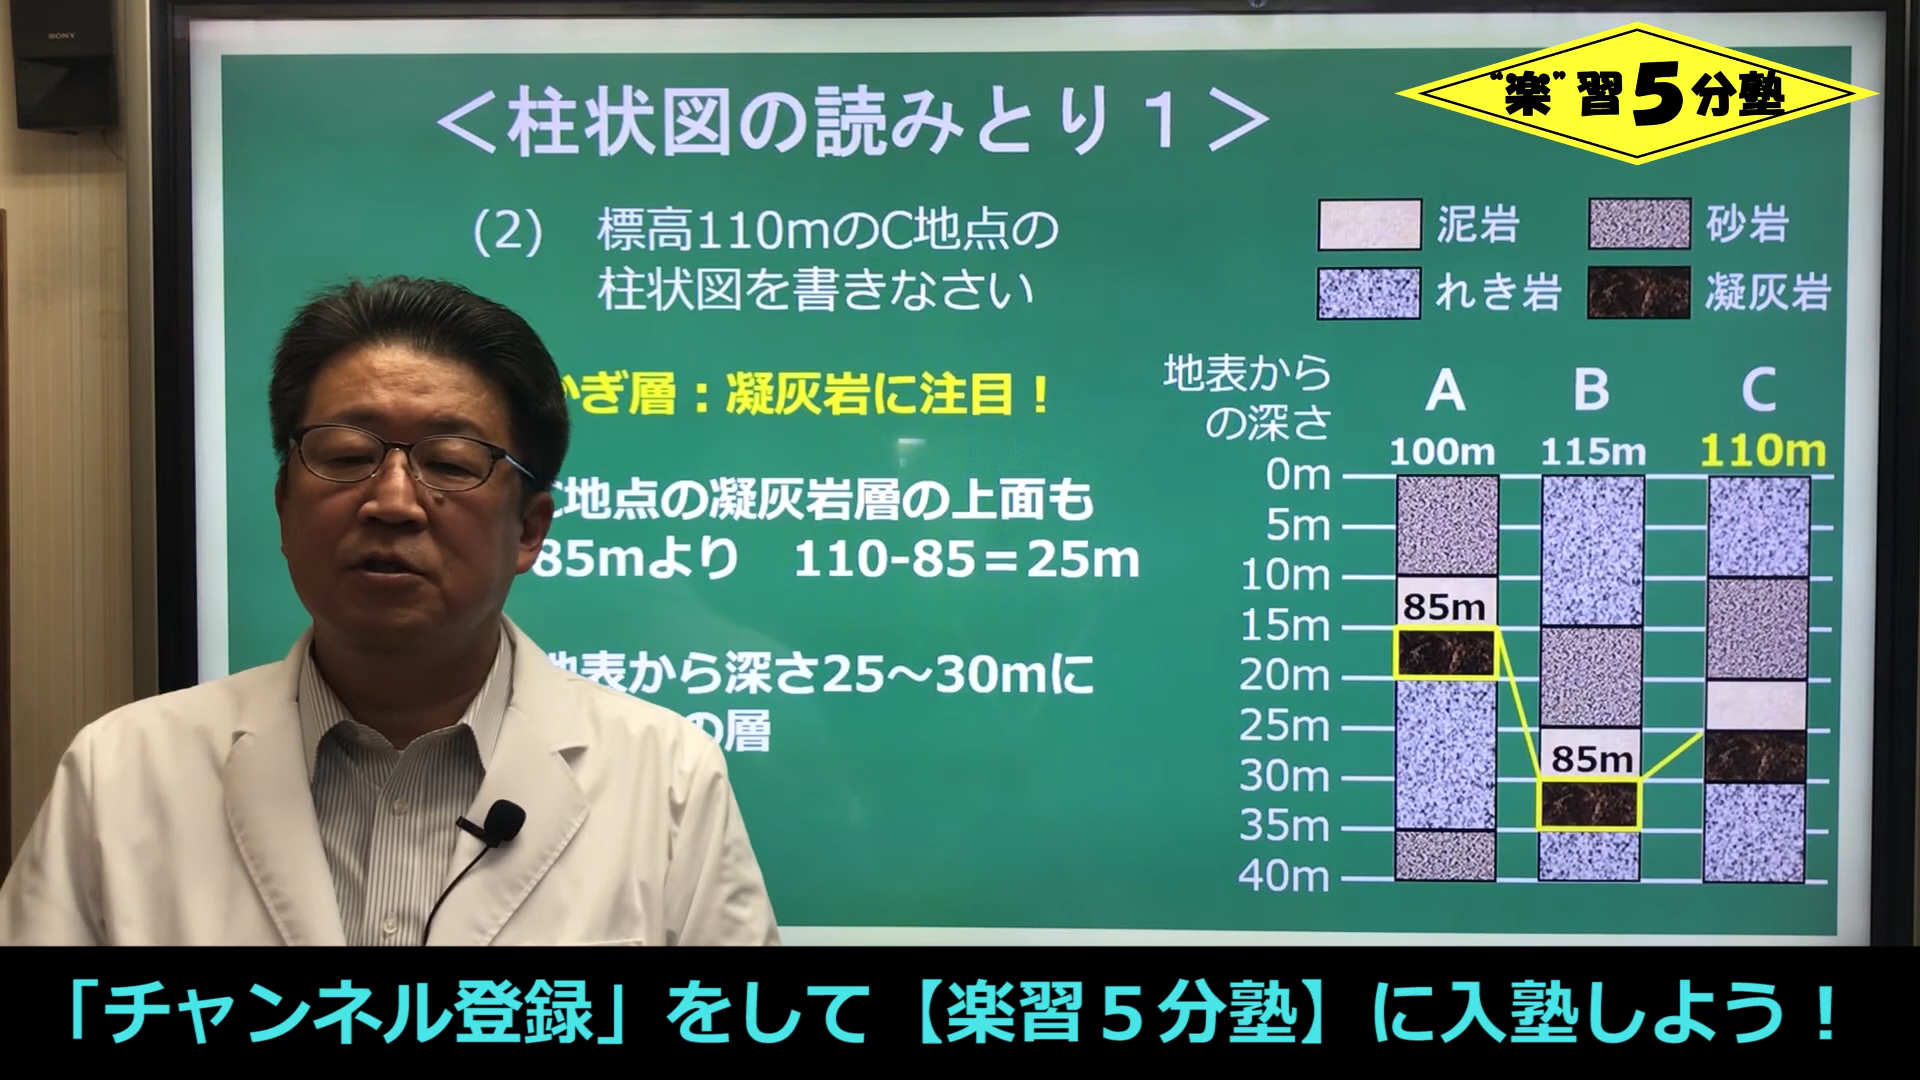 SONY
"楽"習5分塾
＜柱状図の読みとり１＞
(2) 標高110mのC地点の
柱状図を書きなさい
泥岩 砂岩
れき岩 凝灰岩
かぎ層：凝灰岩に注目！
C地点の凝灰岩層の上面も
85mより 110-85＝25m
地表から深さ25～30mに
の層
地表から
の深さ
A B C
100m 115m 110m
0m
5m
10m
85m
15m
20m
25m
85m
30m
35m
40m
「チャンネル登録」をして【楽習５分塾】に入塾しよう！